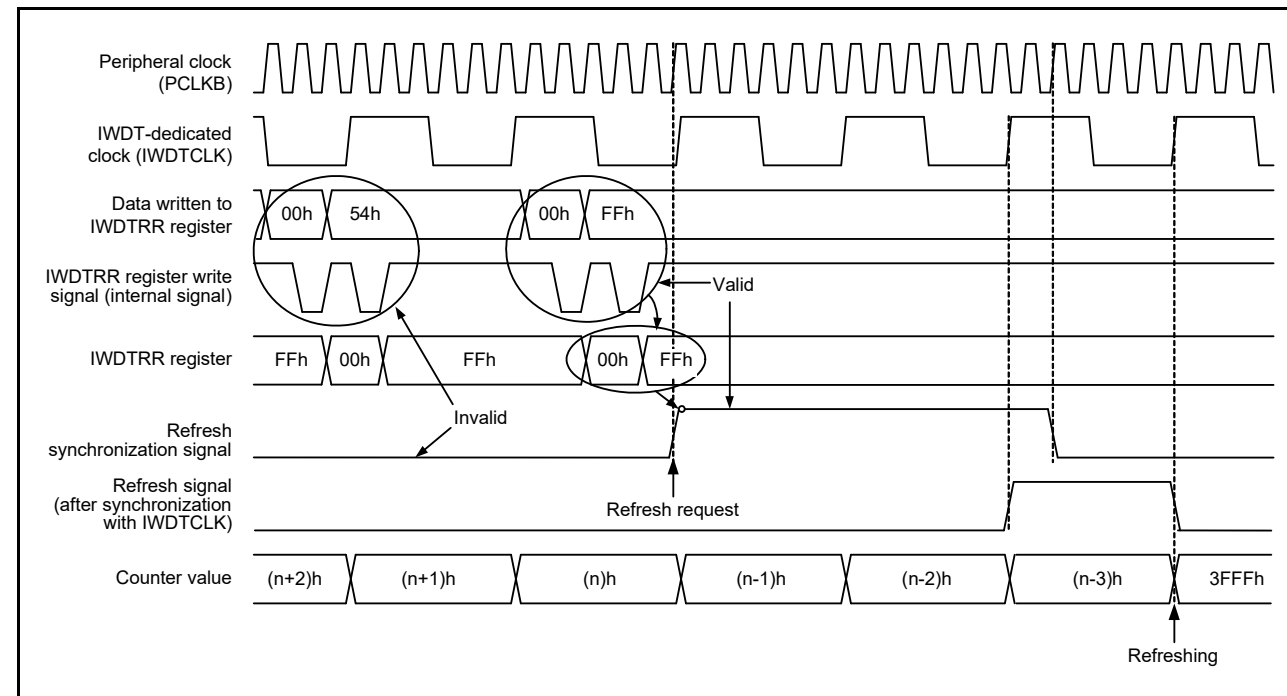 Peripheral clock
(PCLKB)
IWDT-dedicated
clock (IWDTCLK)
Data written to
IWDTRR register
00h
54h
00h
FFh
IWDTRR register write
signal (internal signal)
Valid
IWDTRR register
FFh
00h
FFh
00h
FFh
Invalid
Refresh
synchronization signal
Refresh request
Refresh signal
(after synchronization
with IWDTCLK)
Counter value
(n+2)h
(n+1)h
(n)h
(n-1)h
(n-2)h
(n-3)h
3FFFh
Refreshing